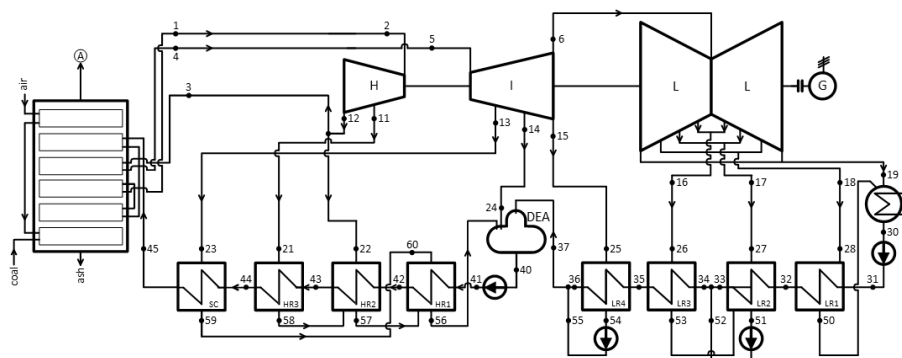 1
2
5
6
4
A
air
3
H
I
L
L
G
12
11
13
14
15
16
17
18
19
24
DEA
30
45
23
21
22
60
37
25
26
27
28
40
44
43
42
41
36
35
34
33
32
31
SC
HR3
HR2
HR1
LR4
LR3
LR2
LR1
coal
ash
59
58
57
56
55
54
53
52
51
50